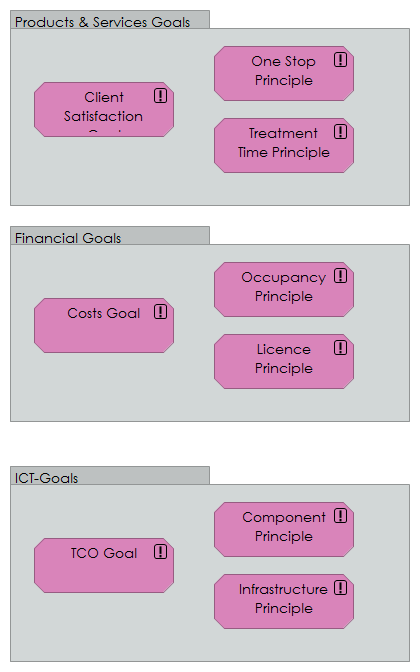 Products & Services Goals
Client
Satisfaction
One Stop
Principle
Treatment
Time Principle
Financial Goals
Costs Goal
Occupancy
Principle
Licence
Principle
ICT-Goals
TCO Goal
Component
Principle
Infrastructure
Principle